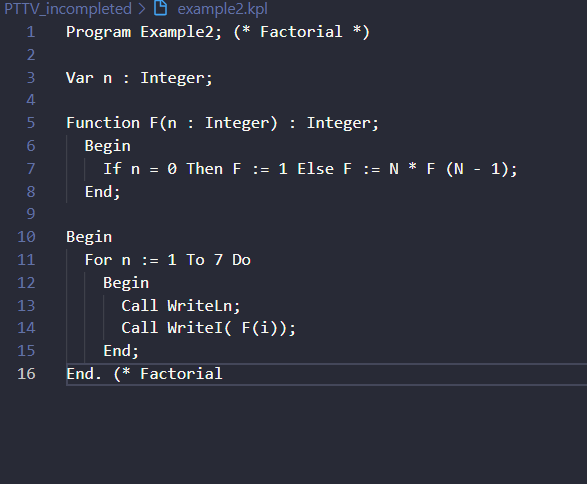 PTTV_incompleted > example2.kpl
1 Program Example2; (* Factorial *)
2
3 Var n : Integer;
4
5 Function F(n : Integer) : Integer;
6   Begin
7     If n = 0 Then F := 1 Else F := N * F (N - 1);
8   End;
9
10 Begin
11   For n := 1 To 7 Do
12     Begin
13       Call WriteLn;
14       Call WriteI( F(i));
15     End;
16 End. (* Factorial